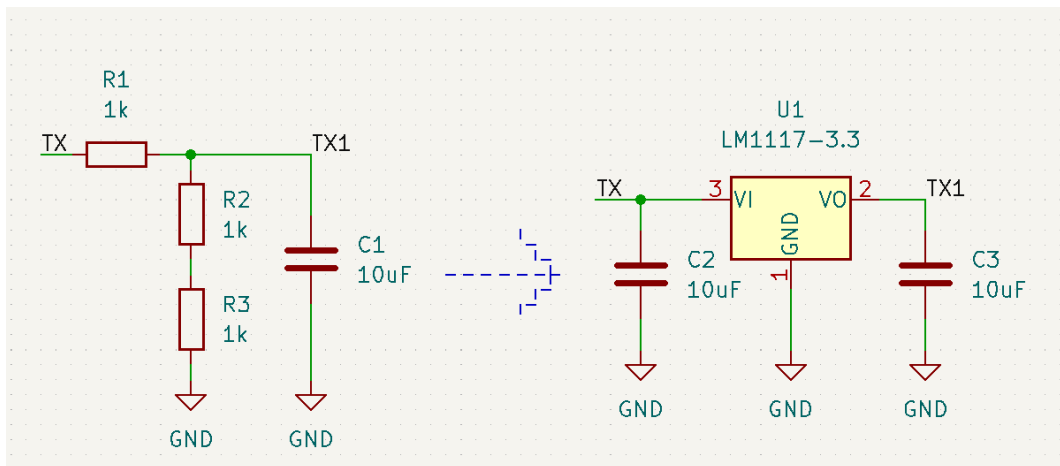 R1
1k
TX
TX1
R2
1k
C1
10uF
R3
1k
GND
GND
U1
LM1117-3.3
TX
3
VI
VO
2
TX1
GND
1
C2
10uF
C3
10uF
GND
GND
GND